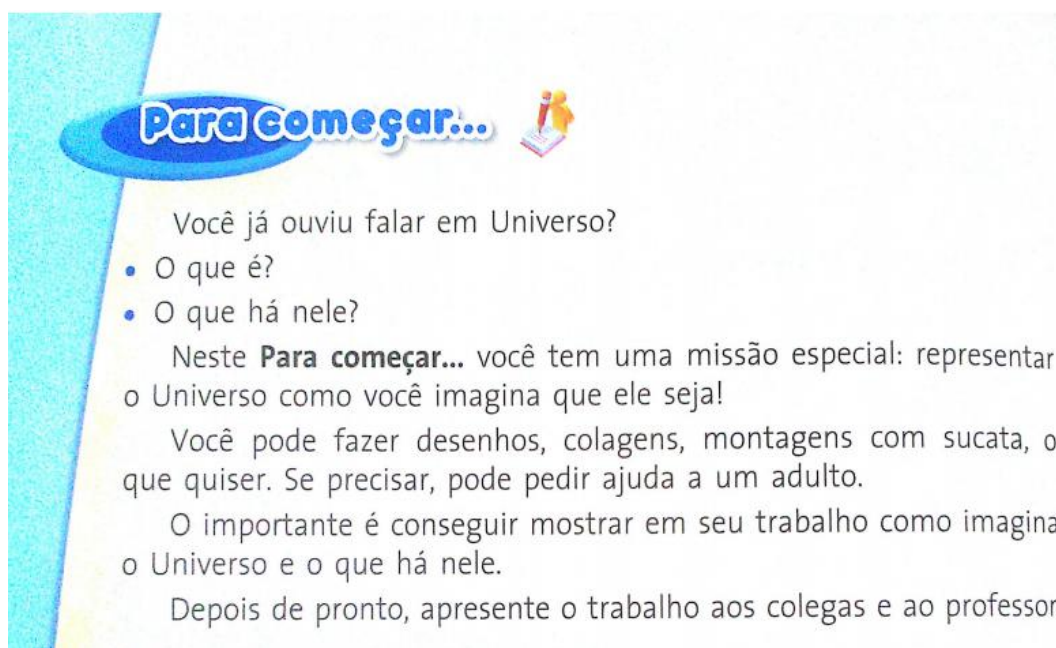 Para começar...
Você já ouviu falar em Universo?
• O que é?
• O que há nele?
Neste Para começar... você tem uma missão especial: representar
o Universo como você imagina que ele seja!
Você pode fazer desenhos, colagens, montagens com sucata, o
que quiser. Se precisar, pode pedir ajuda a um adulto.
O importante é conseguir mostrar em seu trabalho como imagina
o Universo e o que há nele.
Depois de pronto, apresente o trabalho aos colegas e ao professor